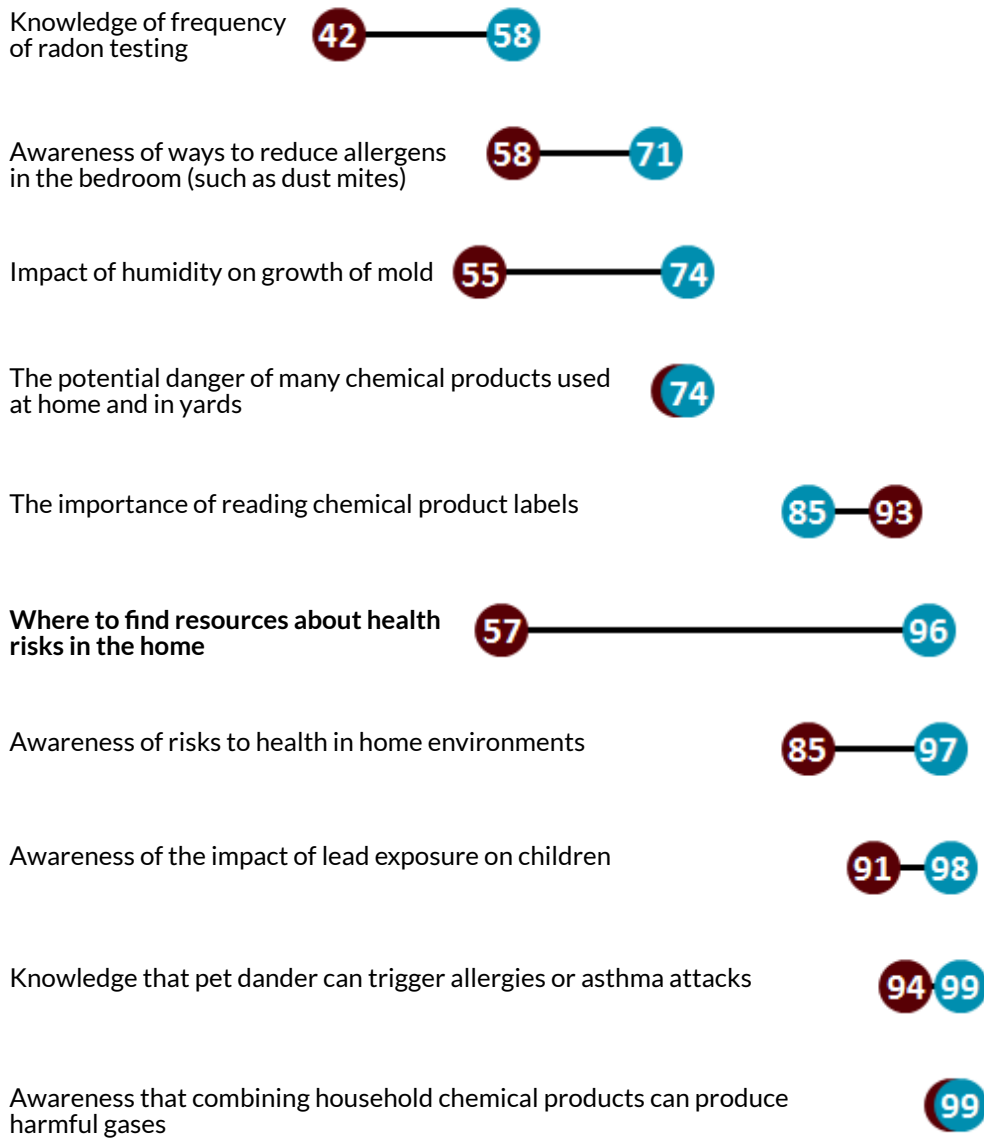 Knowledge of frequency
of radon testing
42 58
Awareness of ways to reduce allergens
in the bedroom (such as dust mites)
58 71
Impact of humidity on growth of mold 55 74
The potential danger of many chemical products used
at home and in yards
74
The importance of reading chemical product labels 85 93
Where to find resources about health
risks in the home
57 96
Awareness of risks to health in home environments 85 97
Awareness of the impact of lead exposure on children 91 98
Knowledge that pet dander can trigger allergies or asthma attacks 94 99
Awareness that combining household chemical products can produce
harmful gases
99